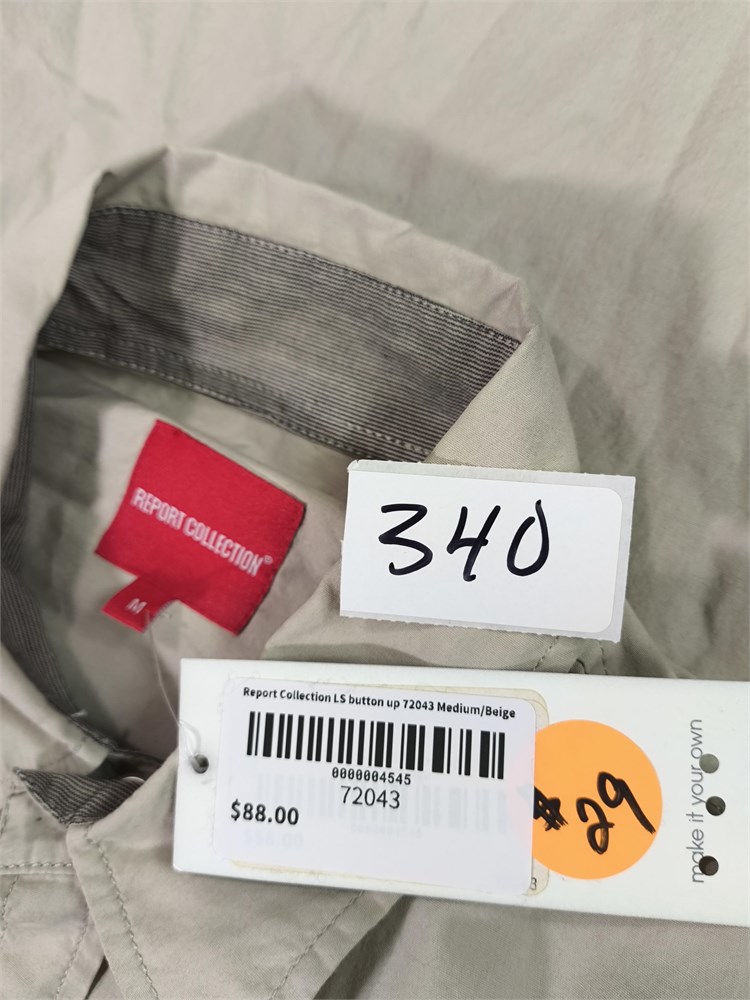 REPORT COLLECTION®
M
340
Report Collection LS button up 72043 Medium/Beige
0000004545
72043
$88.00
$29
make it your own